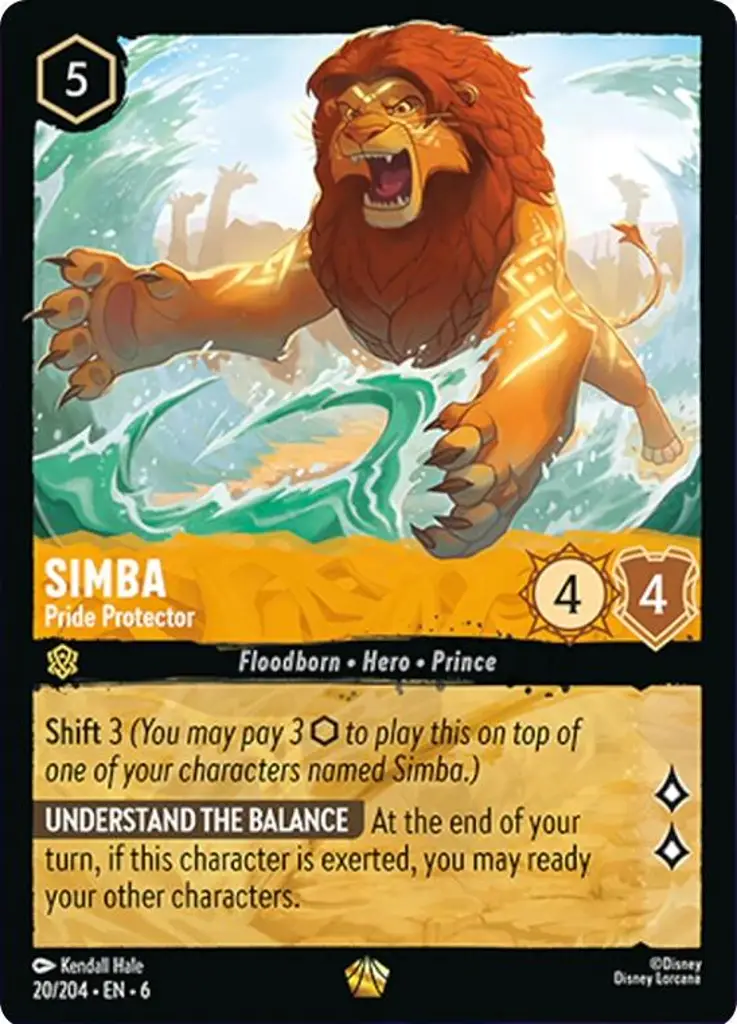 5
SIMBA
Pride Protector
4
4
Floodborn • Hero • Prince
Shift 3 (You may pay 3 ⬡ to play this on top of
one of your characters named Simba.)
UNDERSTAND THE BALANCE At the end of your
turn, if this character is exerted, you may ready
your other characters.
Kendall Hale
20/204 • EN • 6
©Disney
Disney Lorcana